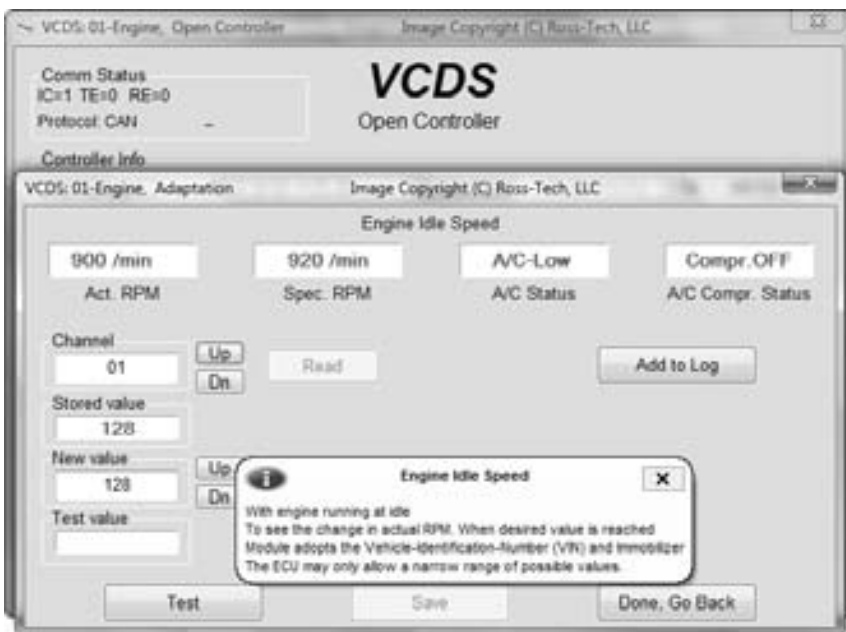 VCDS: 01-Engine, Open Controller Image Copyright (C) Ross-Tech, LLC
Comm Status
IC=1 TE=0 RE=0
Protocol: CAN
VCDS
Open Controller
Controller Info
VCDS: 01-Engine, Adaptation Image Copyright (C) Ross-Tech, LLC
Engine Idle Speed
900 /min 920 /min A/C-Low Compr.OFF
Act. RPM Spec. RPM A/C Status A/C Compr. Status
Channel
01 Up Read Add to Log
Dn
Stored value
128
New value
128 Up
Dn
Test value
Engine Idle Speed
With engine running at idle
To see the change in actual RPM. When desired value is reached
Module adopts the Vehicle-Identification-Number (VIN) and Immobilizer
The ECU may only allow a narrow range of possible values.
Test Save Done, Go Back